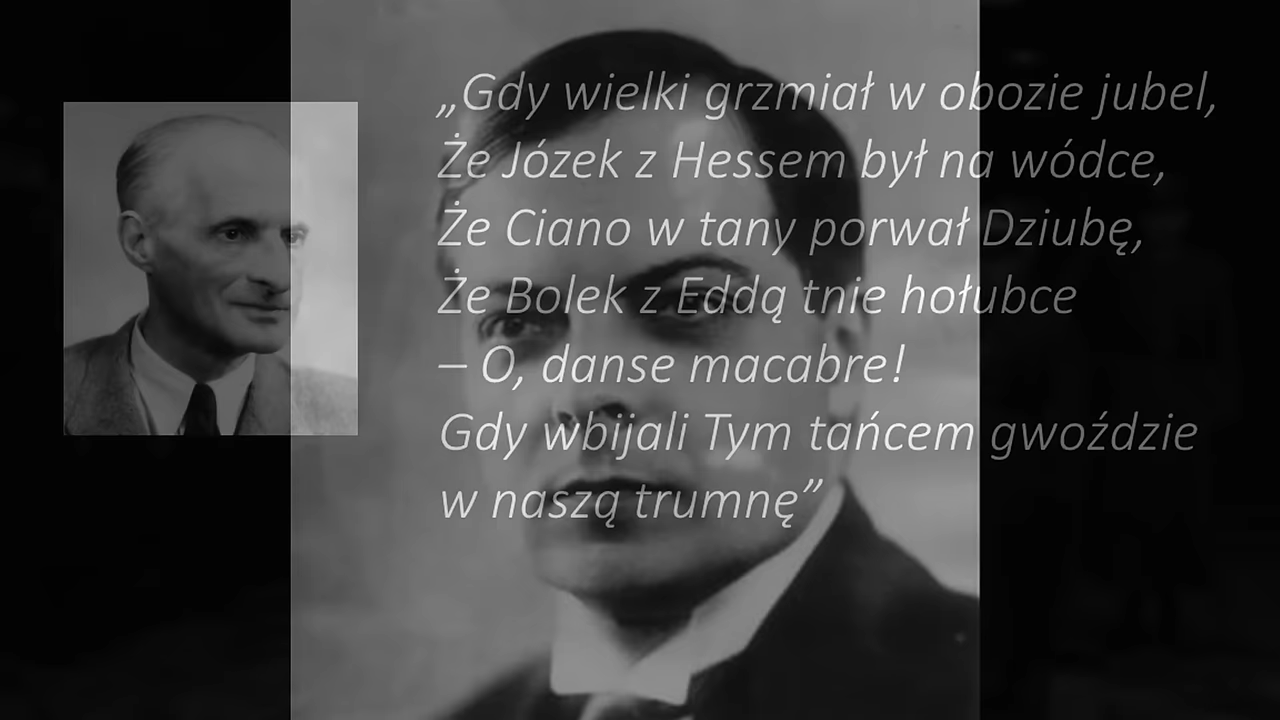 „Gdy wielki grzmiał w obozie jubel,
Że Józek z Hessem był na wódce,
Że Ciano w tany porwał Dziubę,
Że Bolek z Eddą tnie hołubce
– O, danse macabre!
Gdy wbijali Tym tańcem gwoździe
w naszą trumnę”